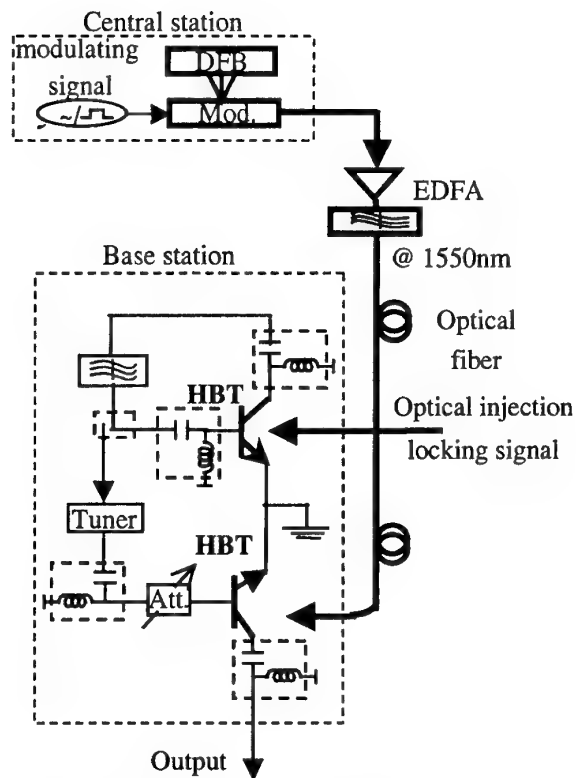 Central station
modulating
signal
DFB
Mod.
~/
EDFA
@ 1550nm
Base station
Optical
fiber
HBT
Optical injection
locking signal
Tuner
HBT
Att.
Output